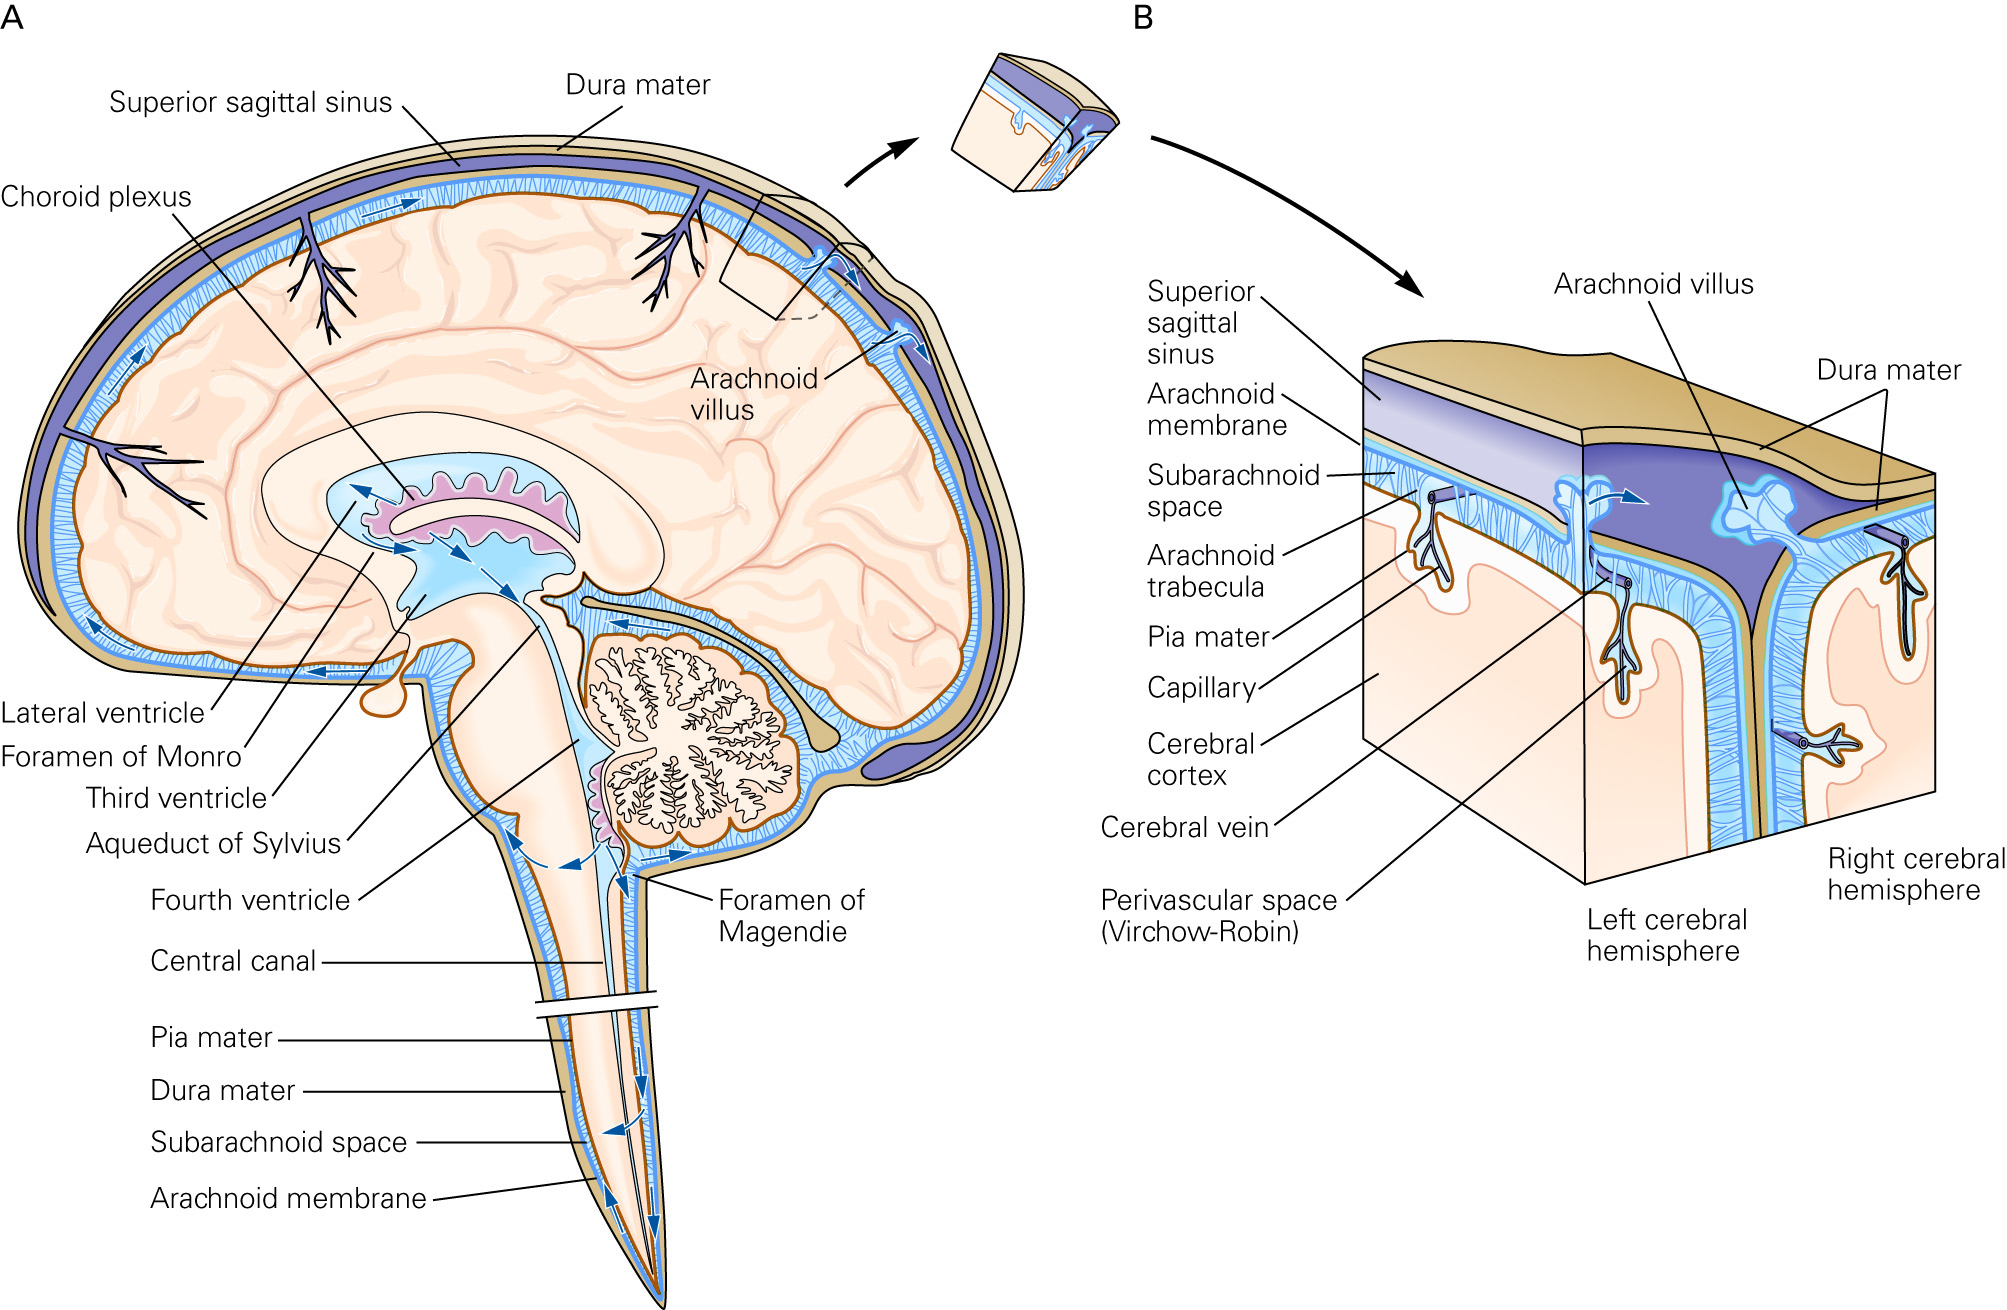 A
Superior sagittal sinus
Dura mater
Choroid plexus
Arachnoid
villus
Lateral ventricle
Foramen of Monro
Third ventricle
Aqueduct of Sylvius
Fourth ventricle
Foramen of
Magendie
Central canal
Pia mater
Dura mater
Subarachnoid space
Arachnoid membrane
B
Superior
sagittal
sinus
Arachnoid villus
Dura mater
Arachnoid
membrane
Subarachnoid
space
Arachnoid
trabecula
Pia mater
Capillary
Cerebral
cortex
Cerebral vein
Perivascular space
(Virchow-Robin)
Right cerebral
hemisphere
Left cerebral
hemisphere